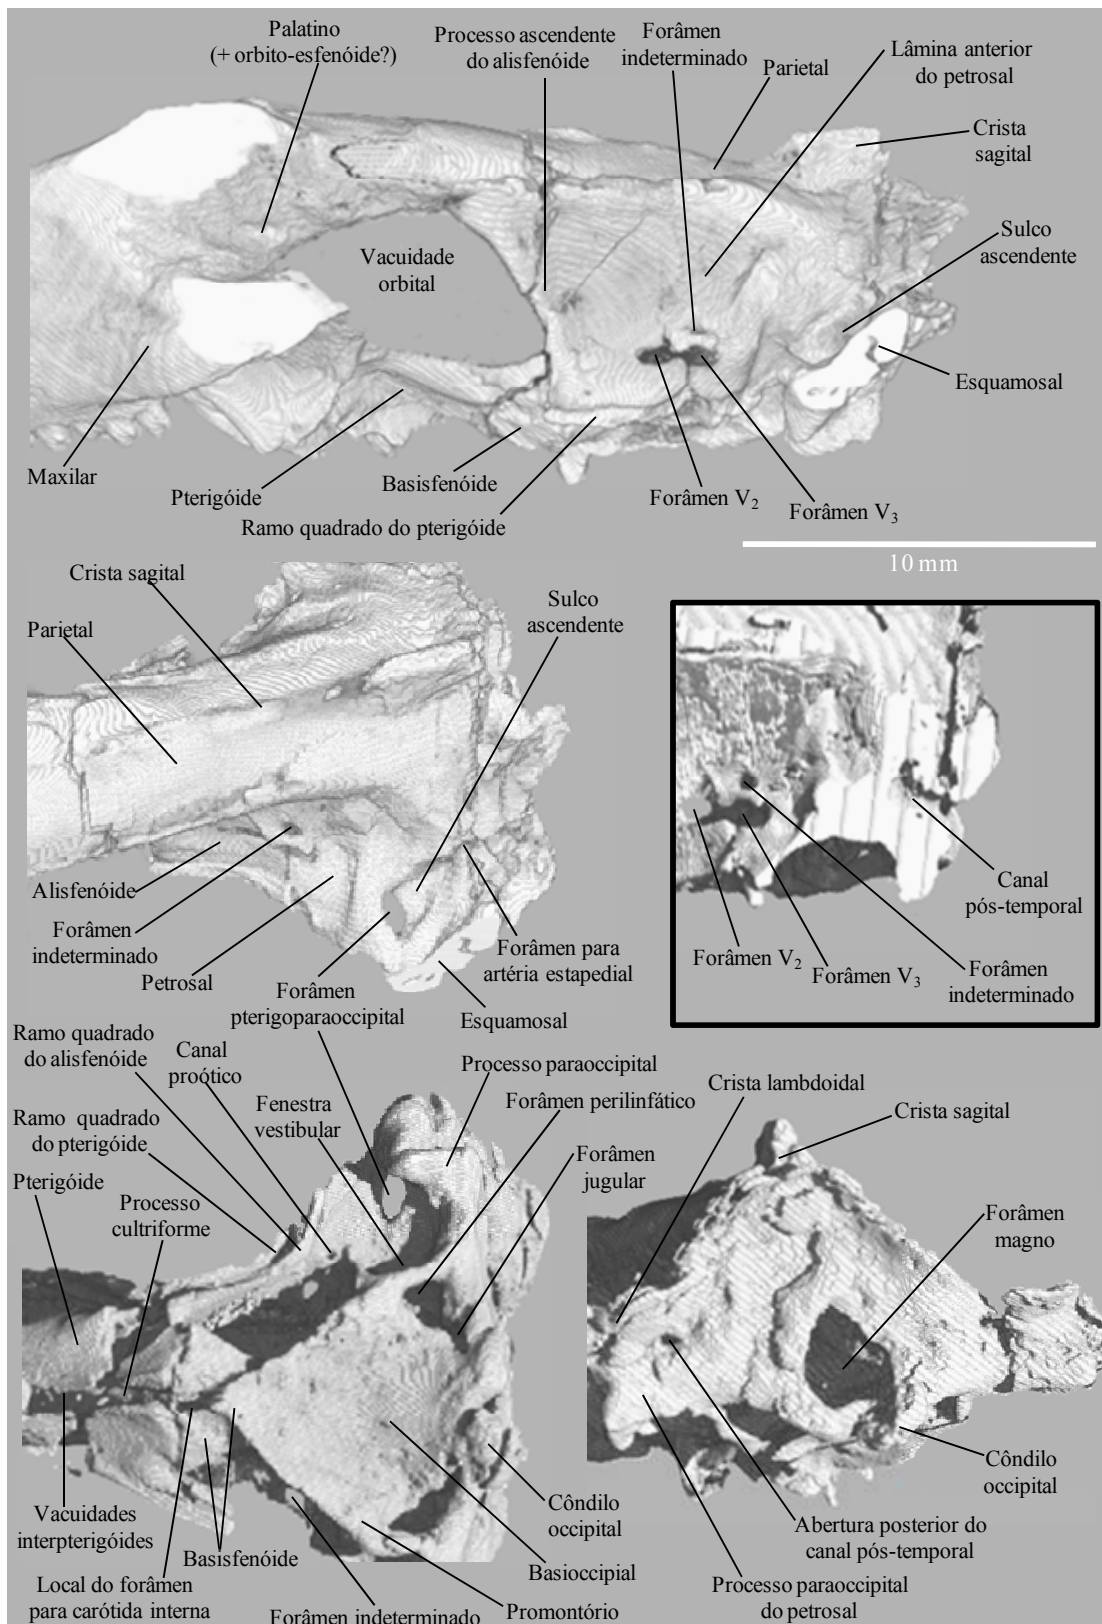 Palatino
(+ orbito-esfenóide?)
Processo ascendente
do alisfenóide
Forâmen
indeterminado
Parietal
Lâmina anterior
do petrosal
Crista
sagital
Vacuidade
orbital
Sulco
ascendente
Esquamosal
Maxilar
Pterigóide
Basisfenóide
Ramo quadrado do pterigóide
Forâmen V₂
Forâmen V₃
10 mm
Crista sagital
Parietal
Sulco
ascendente
Alisfenóide
Forâmen
indeterminado
Petrosal
Forâmen
pterigoparaoccipital
Forâmen para
artéria estapedial
Esquamosal
Canal
pós-temporal
Forâmen V₂
Forâmen V₃
Forâmen
indeterminado
Ramo quadrado
do alisfenóide
Canal
proótico
Processo paraoccipital
Ramo quadrado
do pterigóide
Fenestra
vestibular
Forâmen perilinfático
Forâmen
jugular
Pterigóide
Processo
cultriforme
Vacuidades
interpterigóides
Basisfenóide
Local do forâmen
para carótida interna
Forâmen indeterminado
Promontório
Basioccipial
Côndilo
occipital
Crista lambdoidal
Crista sagital
Forâmen
magno
Côndilo
occipital
Abertura posterior do
canal pós-temporal
Processo paraoccipital
do petrosal